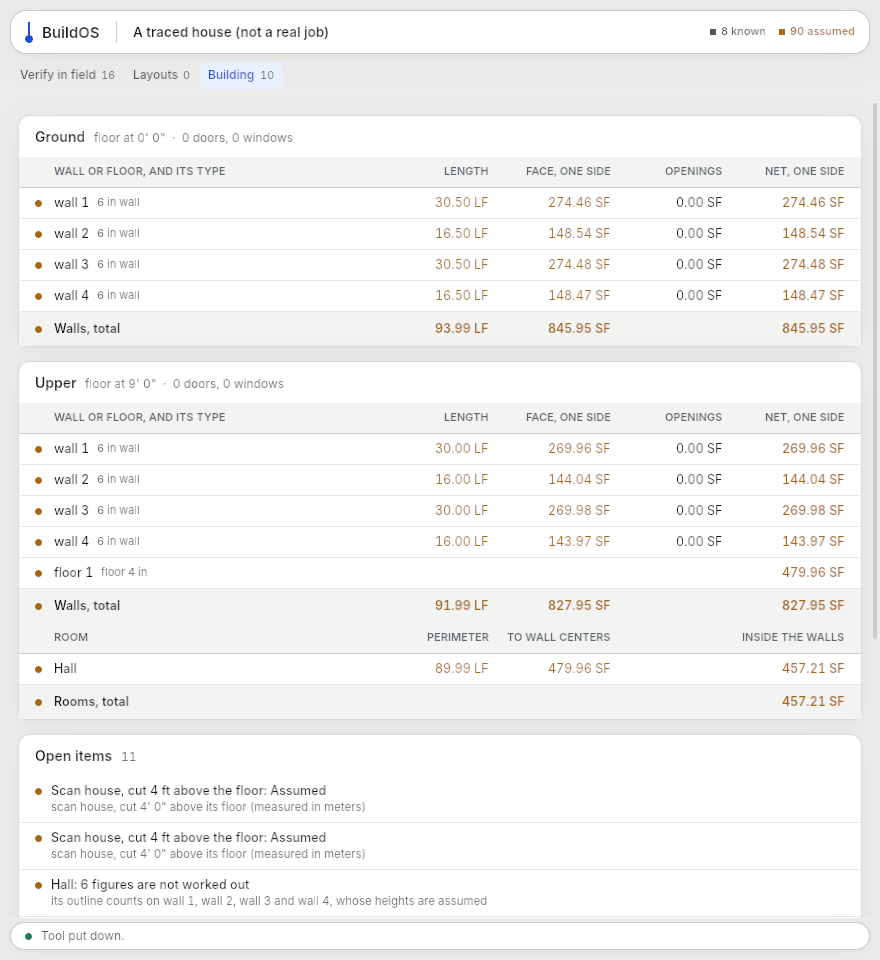 BuildOS
A traced house (not a real job)
8 known
90 assumed
Verify in field 16
Layouts 0
Building 10
Ground floor at 0' 0" · 0 doors, 0 windows
WALL OR FLOOR, AND ITS TYPE LENGTH FACE, ONE SIDE OPENINGS NET, ONE SIDE
wall 1 6 in wall 30.50 LF 274.46 SF 0.00 SF 274.46 SF
wall 2 6 in wall 16.50 LF 148.54 SF 0.00 SF 148.54 SF
wall 3 6 in wall 30.50 LF 274.48 SF 0.00 SF 274.48 SF
wall 4 6 in wall 16.50 LF 148.47 SF 0.00 SF 148.47 SF
Walls, total 93.99 LF 845.95 SF 845.95 SF
Upper floor at 9' 0" · 0 doors, 0 windows
WALL OR FLOOR, AND ITS TYPE LENGTH FACE, ONE SIDE OPENINGS NET, ONE SIDE
wall 1 6 in wall 30.00 LF 269.96 SF 0.00 SF 269.96 SF
wall 2 6 in wall 16.00 LF 144.04 SF 0.00 SF 144.04 SF
wall 3 6 in wall 30.00 LF 269.98 SF 0.00 SF 269.98 SF
wall 4 6 in wall 16.00 LF 143.97 SF 0.00 SF 143.97 SF
floor 1 floor 4 in 479.96 SF
Walls, total 91.99 LF 827.95 SF 827.95 SF
ROOM PERIMETER TO WALL CENTERS INSIDE THE WALLS
Hall 89.99 LF 479.96 SF 457.21 SF
Rooms, total 457.21 SF
Open items 11
Scan house, cut 4 ft above the floor: Assumed
scan house, cut 4' 0" above its floor (measured in meters)
Scan house, cut 4 ft above the floor: Assumed
scan house, cut 4' 0" above its floor (measured in meters)
Hall: 6 figures are not worked out
its outline counts on wall 1, wall 2, wall 3 and wall 4, whose heights are assumed
Tool put down.